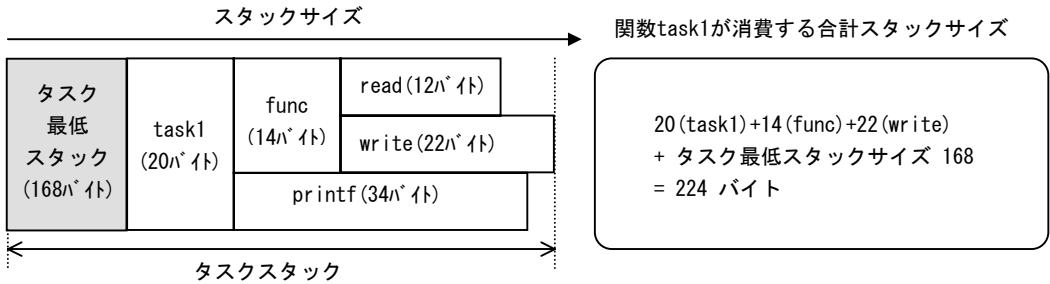 スタックサイズ
関数task1が消費する合計スタックサイズ
タスク
最低
スタック
(168ﾊﾞｲﾄ)
task1
(20ﾊﾞｲﾄ)
func
(14ﾊﾞｲﾄ)
read(12ﾊﾞｲﾄ)
write(22ﾊﾞｲﾄ)
printf(34ﾊﾞｲﾄ)
20(task1)+14(func)+22(write)
+ タスク最低スタックサイズ 168
= 224 バイト
タスクスタック